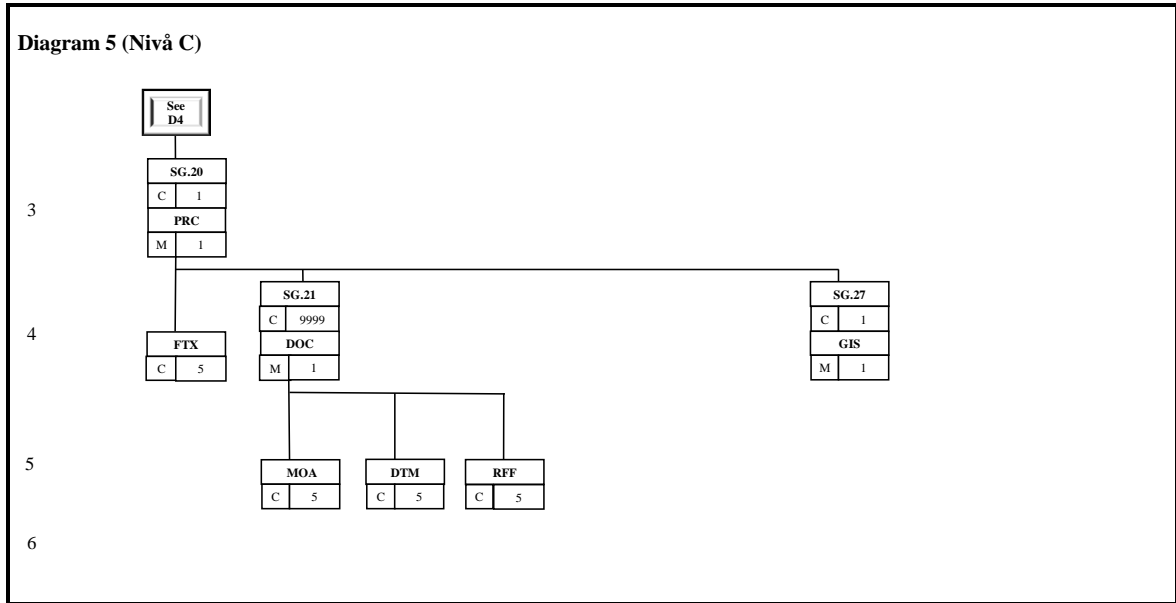 Diagram 5 (Nivå C)
See
D4
SG.20
C 1
3
PRC
M 1
SG.21
SG.27
C 9999
C 1
4
FTX
DOC
GIS
C 5
M 1
M 1
5
MOA
DTM
RFF
C 5
C 5
C 5
6